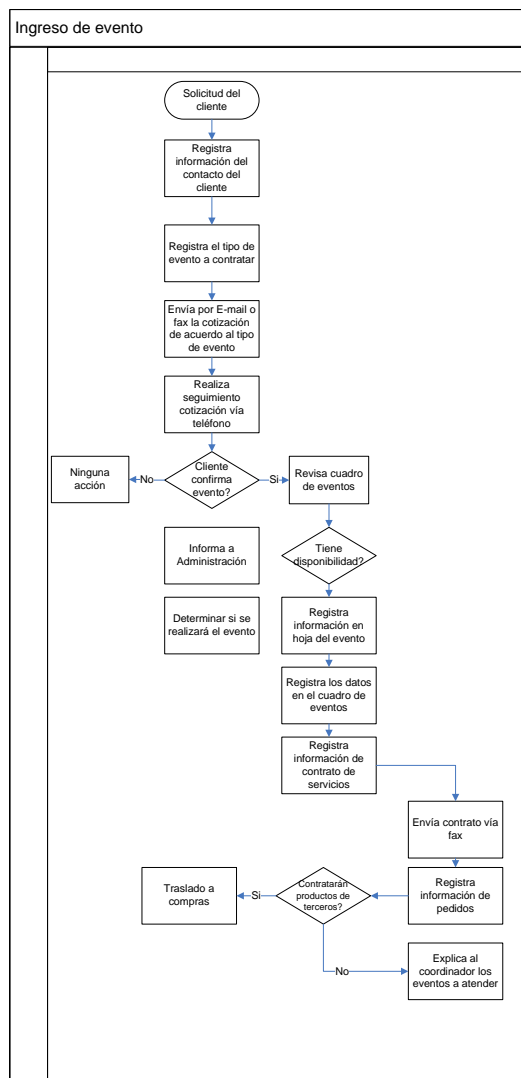 Ingreso de evento
Solicitud del
cliente
Registra
información del
contacto del
cliente
Registra el tipo de
evento a contratar
Envía por E-mail o
fax la cotización
de acuerdo al tipo
de evento
Realiza
seguimiento
cotización vía
teléfono
Ninguna
acción
No
Cliente
confirma
evento?
Si
Revisa cuadro
de eventos
Informa a
Administración
Tiene
disponibilidad?
Determinar si se
realizará el evento
Registra
información en
hoja del evento
Registra los datos
en el cuadro de
eventos
Registra
información de
contrato de
servicios
Envía contrato vía
fax
Traslado a
compras
Si
Contratarán
productos de
terceros?
Registra
información de
pedidos
No
Explica al
coordinador los
eventos a atender